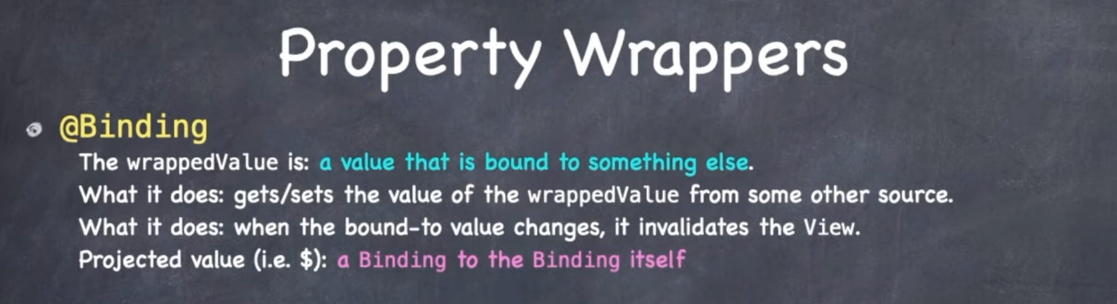 Property Wrappers
@Binding
The wrappedValue is: a value that is bound to something else.
What it does: gets/sets the value of the wrappedValue from some other source.
What it does: when the bound-to value changes, it invalidates the View.
Projected value (i.e. $): a Binding to the Binding itself